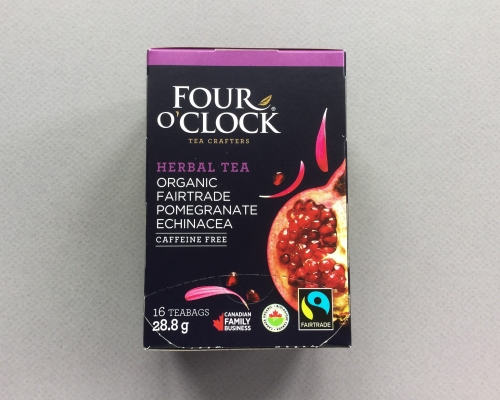 FOUR
O'CLOCK®
TEA CRAFTERS
HERBAL TEA
ORGANIC
FAIRTRADE
POMEGRANATE
ECHINACEA
CAFFEINE FREE
16 TEABAGS
28.8 g
CANADIAN
FAMILY
BUSINESS
FAIRTRADE